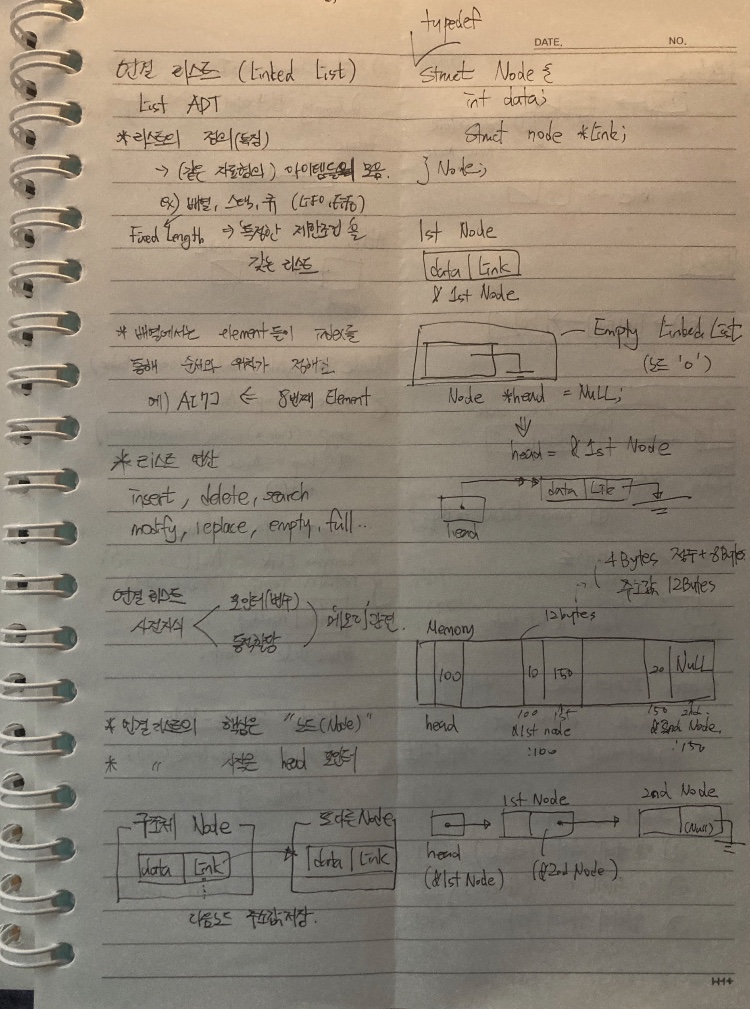 DATE.
NO.
연결 리스트 (Linked List)
List ADT
* 리스트의 정의(특징)
→ (같은 자료형의) 아이템들의 모음.
ex) 배열, 스택, 큐 (LIFO, FIFO)
Fixed Length → 특정한 제한조건을
갖는 리스트
* 배열에서는 element들이 index를
통해 순서와 위치가 정해짐
예) A[7] ⇐ 8번째 Element
* 리스트 연산
insert, delete, search
modify, replace, empty, full..
연결 리스트
사전지식
포인터(변수)
동적할당
메모리 관련.
* 연결 리스트의 핵심은 "노드(Node)"
* 〃 시작은 head 포인터
구조체 Node
data | Link
다음노드 주소값 저장.
또다른 Node
data | Link
typedef
Struct Node {
int data;
Struct node *Link;
} Node;
1st Node
data | Link
& 1st Node
Empty Linked List
(노드 '0')
Node *head = NULL;
⇓
head = & 1st Node
head
data | Link
4 Bytes 정수 + 8 Bytes
주소값 12 Bytes
12 bytes
Memory
100
10 | 150
20 | Null
head
100 1st
&1st node
:100
150 2nd
&2nd Node
:150
1st Node
2nd Node
(Null)
head
(&1st Node)
(&2nd Node)